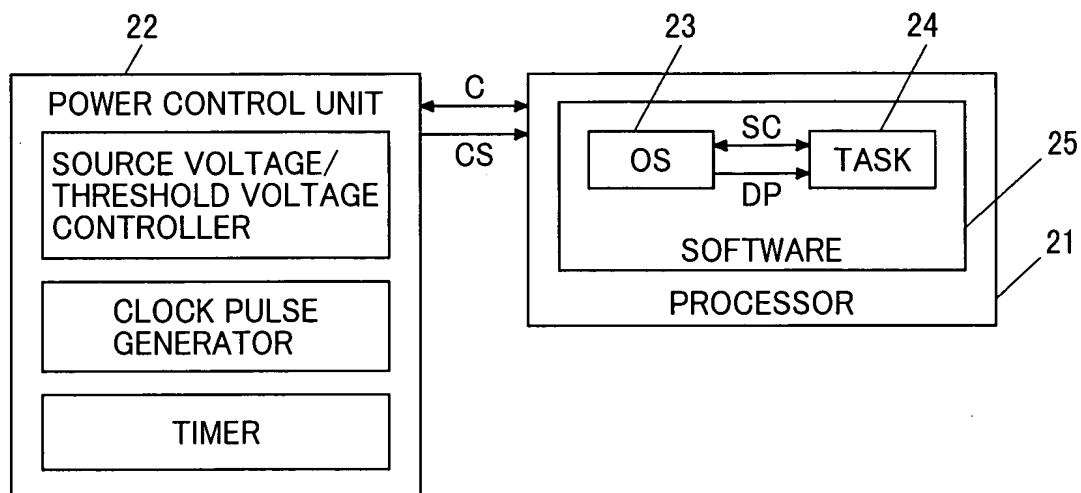 22
POWER CONTROL UNIT
SOURCE VOLTAGE/
THRESHOLD VOLTAGE
CONTROLLER
CLOCK PULSE
GENERATOR
TIMER
C
CS
23
24
OS
SC
DP
TASK
25
SOFTWARE
21
PROCESSOR